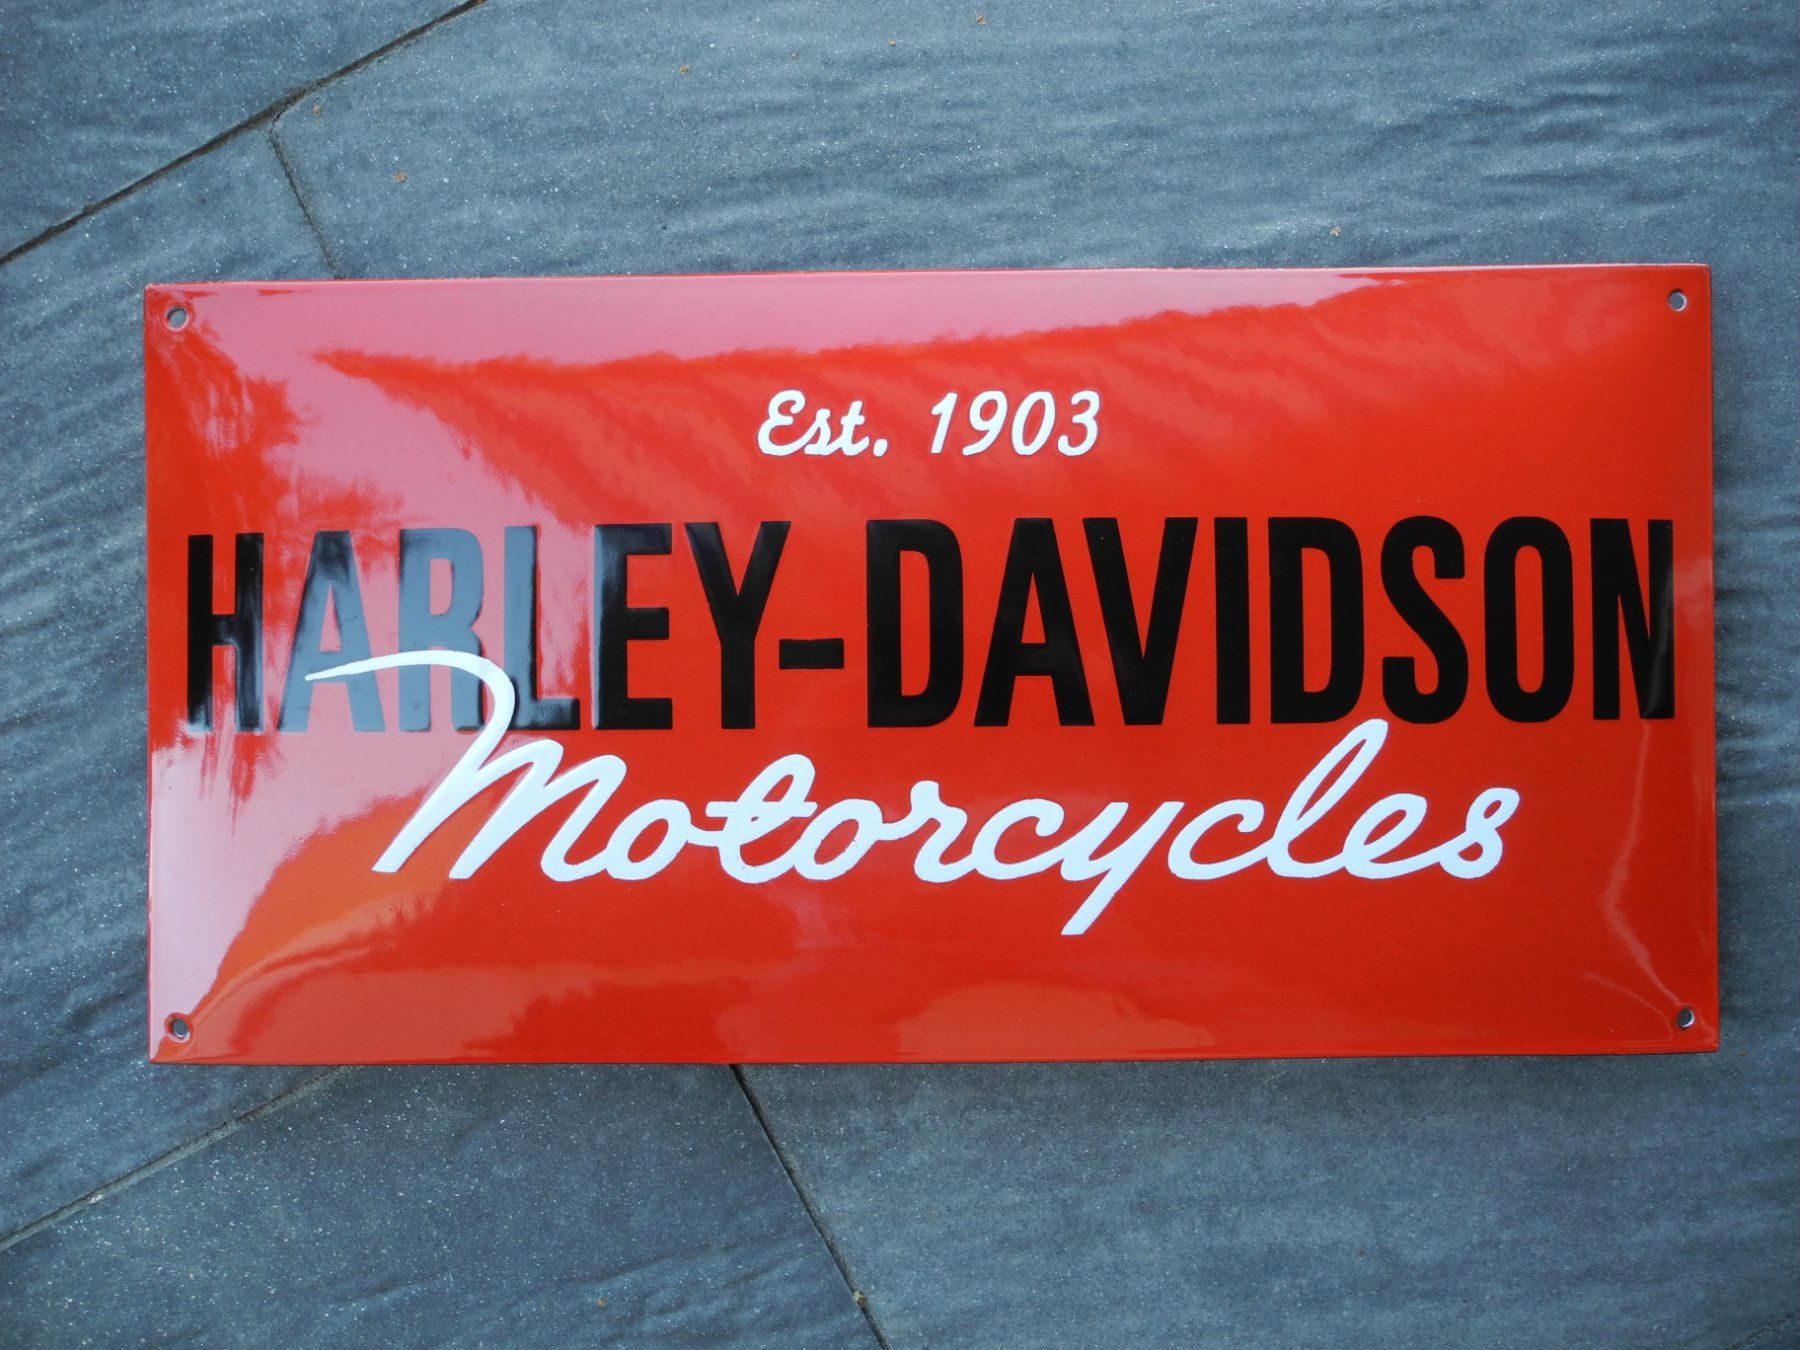 Est. 1903
HARLEY-DAVIDSON
Motorcycles